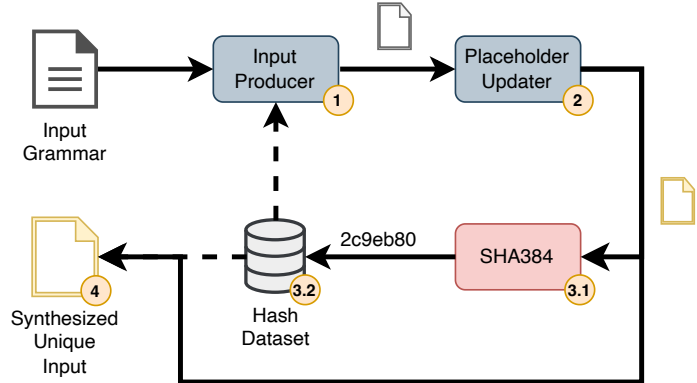 Input
Producer
1
Placeholder
Updater
2
Input
Grammar
2c9eb80
SHA384
3.1
3.2
Hash
Dataset
4
Synthesized
Unique
Input